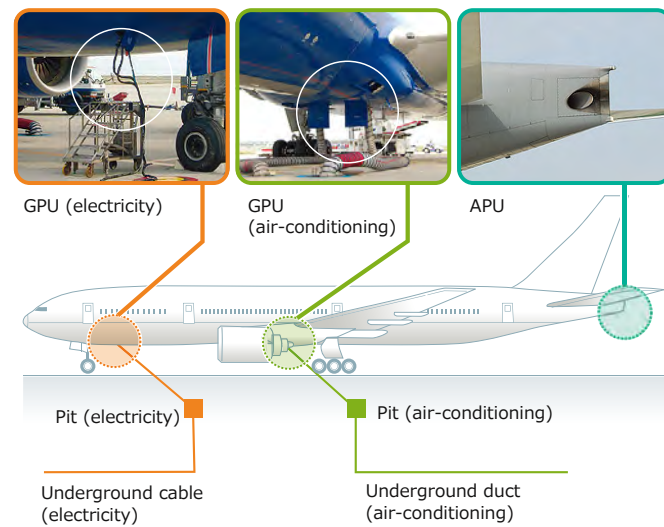 GPU (electricity)
GPU
(air-conditioning)
APU
Pit (electricity)
Pit (air-conditioning)
Underground cable
(electricity)
Underground duct
(air-conditioning)